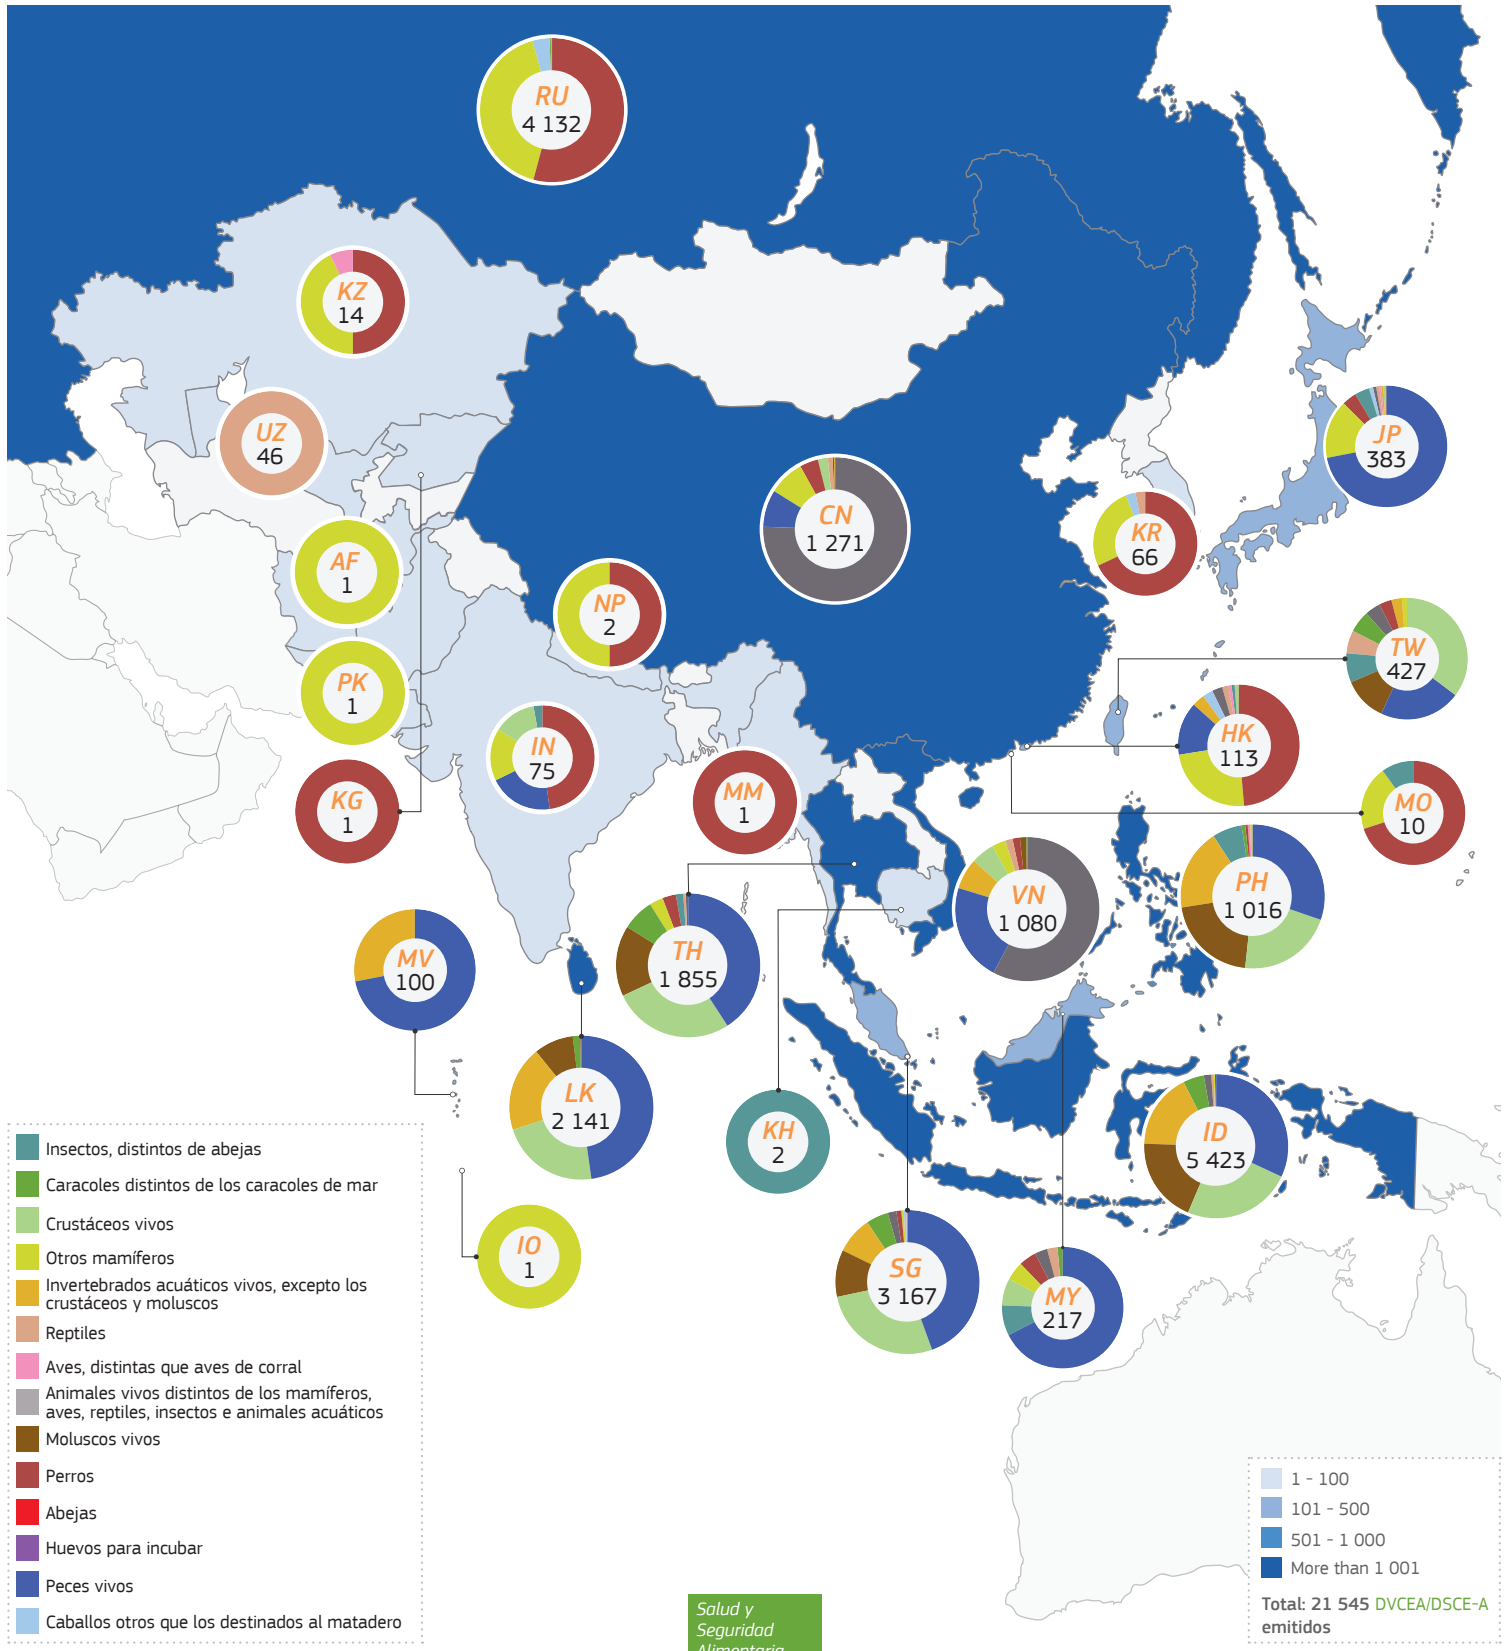 RU
4 132
KZ
14
UZ
46
JP
383
CN
1 271
KR
66
AF
1
NP
2
TW
427
PK
1
IN
75
HK
113
KG
1
MM
1
MO
10
VN
1 080
PH
1 016
MV
100
TH
1 855
LK
2 141
KH
2
ID
5 423
IO
1
SG
3 167
MY
217
Insectos, distintos de abejas
Caracoles distintos de los caracoles de mar
Crustáceos vivos
Otros mamíferos
Invertebrados acuáticos vivos, excepto los
crustáceos y moluscos
Reptiles
Aves, distintas que aves de corral
Animales vivos distintos de los mamíferos,
aves, reptiles, insectos e animales acuáticos
Moluscos vivos
Perros
Abejas
Huevos para incubar
Peces vivos
Caballos otros que los destinados al matadero
1 - 100
101 - 500
501 - 1 000
More than 1 001
Total: 21 545 DVCEA/DSCE-A
emitidos
Salud y
Seguridad
Alimentaria